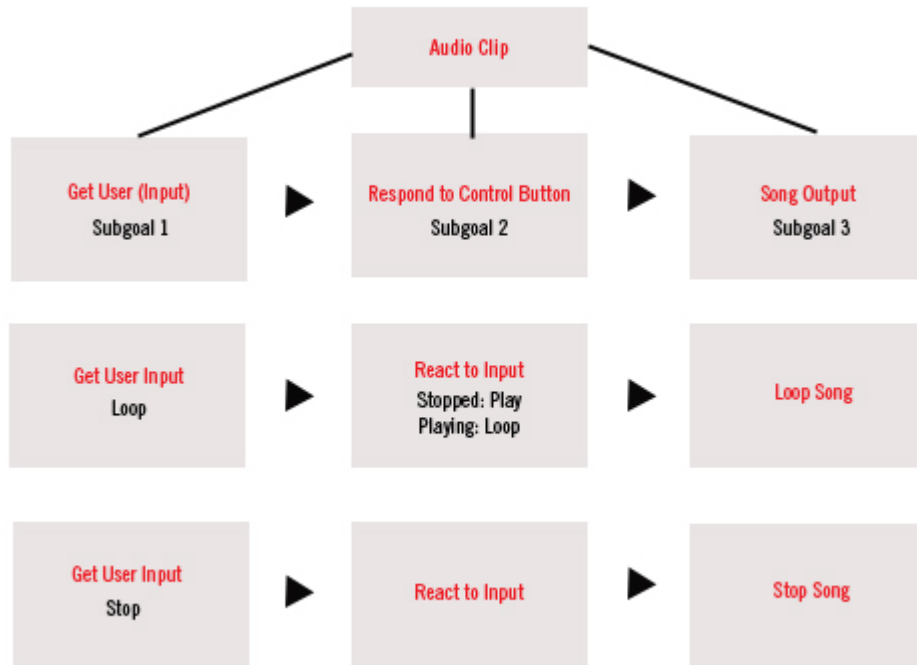 Audio Clip
Get User (Input)
Subgoal 1
Respond to Control Button
Subgoal 2
Song Output
Subgoal 3
Get User Input
Loop
React to Input
Stopped: Play
Playing: Loop
Loop Song
Get User Input
Stop
React to Input
Stop Song